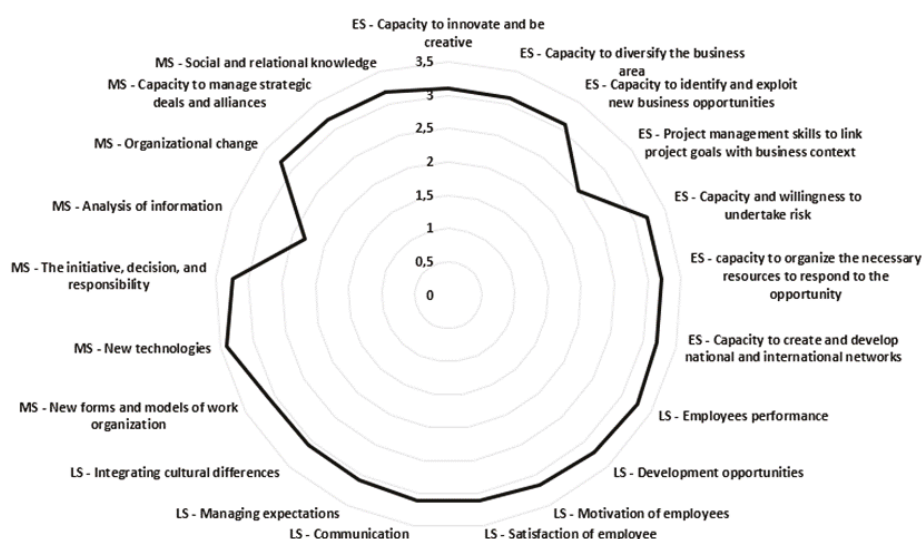 ES - Capacity to innovate and be
creative
ES - Capacity to diversify the business
area
ES - Capacity to identify and exploit
new business opportunities
ES - Project management skills to link
project goals with business context
ES - Capacity and willingness to
undertake risk
ES - capacity to organize the necessary
resources to respond to the
opportunity
ES - Capacity to create and develop
national and international networks
LS - Employees performance
LS - Development opportunities
LS - Motivation of employees
LS - Satisfaction of employee
LS - Communication
LS - Managing expectations
LS - Integrating cultural differences
MS - New forms and models of work
organization
MS - New technologies
MS - The initiative, decision, and
responsibility
MS - Analysis of information
MS - Organizational change
MS - Capacity to manage strategic
deals and alliances
MS - Social and relational knowledge
3,5
3
2,5
2
1,5
1
0,5
0